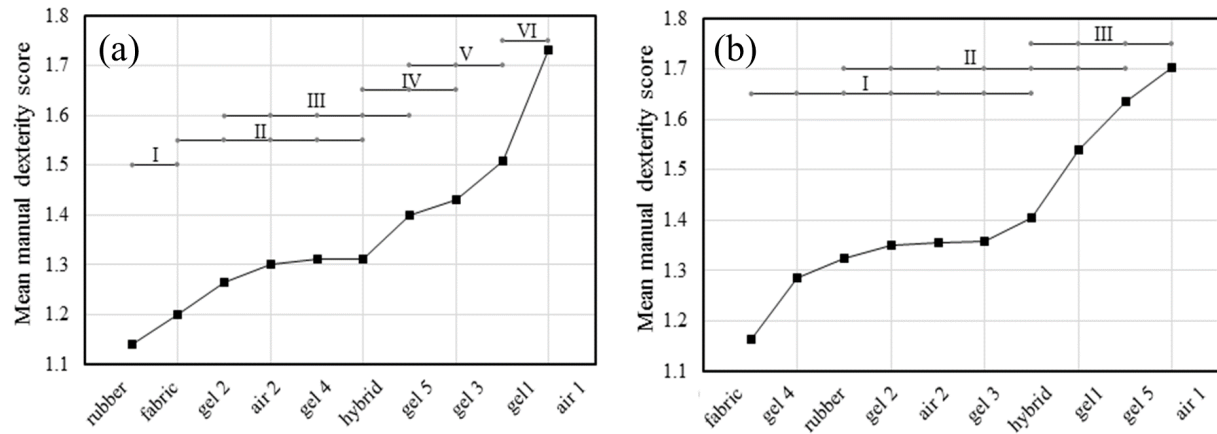 (a)
Mean manual dexterity score
1.8
1.7
1.6
1.5
1.4
1.3
1.2
1.1
I
II
III
IV
V
VI
rubber
fabric
gel 2
air 2
gel 4
hybrid
gel 5
gel 3
gel1
air 1
(b)
Mean manual dexterity score
1.8
1.7
1.6
1.5
1.4
1.3
1.2
1.1
I
II
III
fabric
gel 4
rubber
gel 2
air 2
gel 3
hybrid
gel1
gel 5
air 1